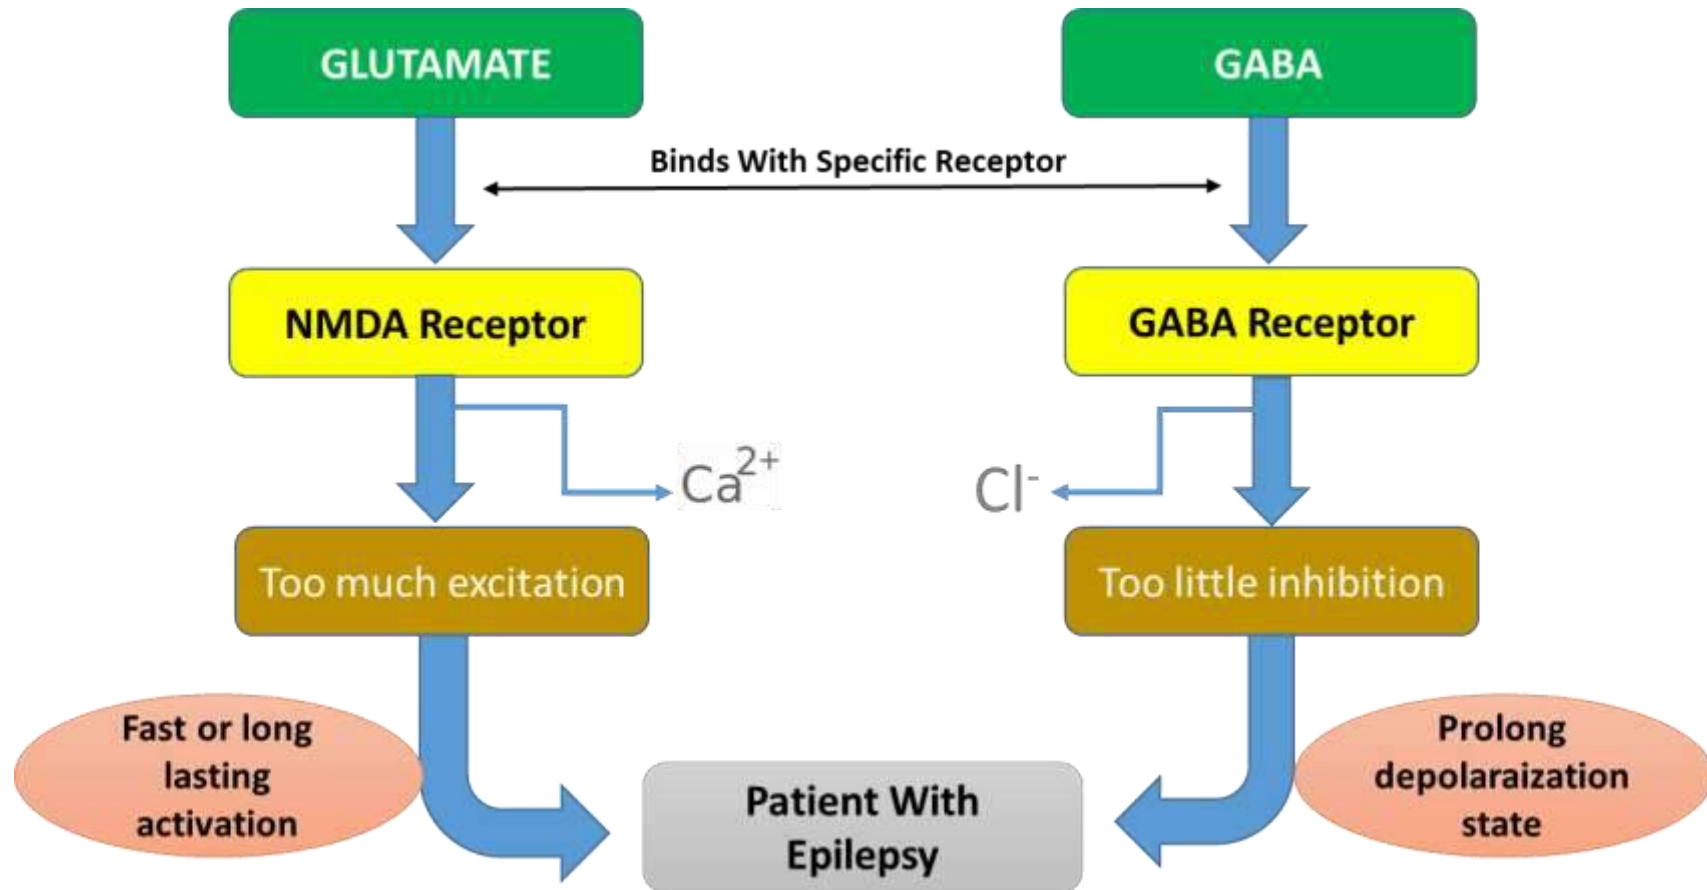 GLUTAMATE
GABA
Binds With Specific Receptor
NMDA Receptor
GABA Receptor
Ca2+
Cl-
Too much excitation
Too little inhibition
Fast or long
lasting
activation
Patient With
Epilepsy
Prolong
depolaraization
state